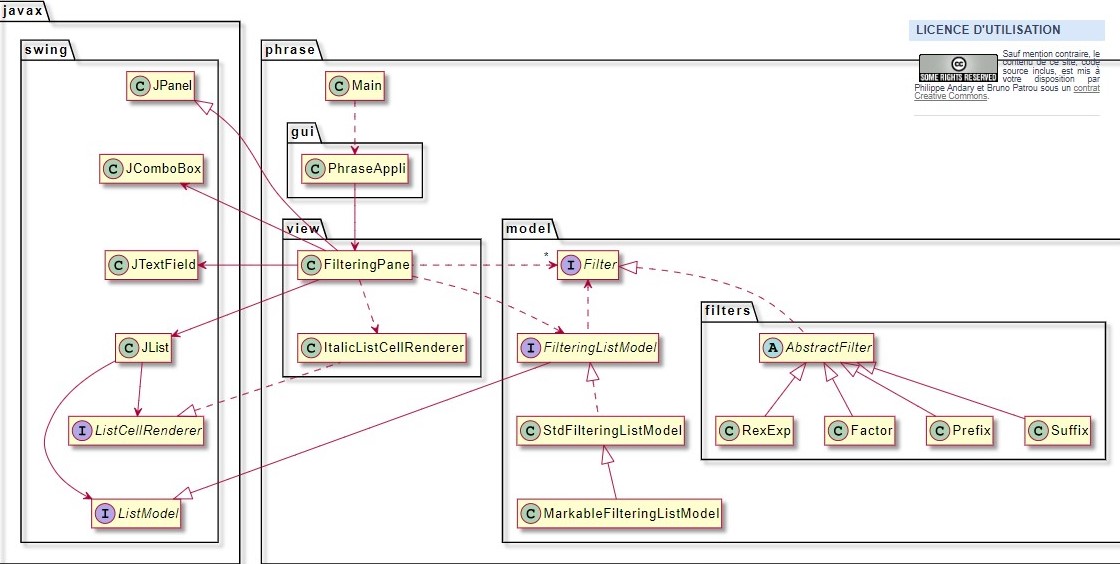 javax
LICENCE D'UTILISATION
swing
phrase
Sauf mention contraire, le
contenu de ce site, code
source inclus, est mis à
votre disposition par
Philippe Andary et Bruno Patrou sous un contrat
Creative Commons.
cc
SOME RIGHTS RESERVED
C JPanel
C Main
gui
C JComboBox
C PhraseAppli
view
model
C JTextField
C FilteringPane
*
I Filter
filters
C JList
C ItalicListCellRenderer
I FilteringListModel
A AbstractFilter
I ListCellRenderer
C StdFilteringListModel
C RexExp
C Factor
C Prefix
C Suffix
I ListModel
C MarkableFilteringListModel